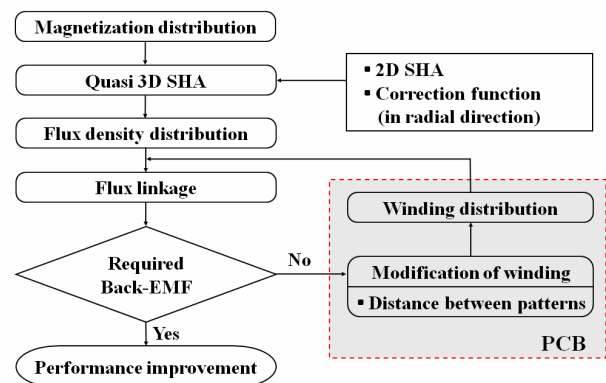 Magnetization distribution
Quasi 3D SHA
▪ 2D SHA
▪ Correction function
(in radial direction)
Flux density distribution
Flux linkage
Winding distribution
Required
Back-EMF
No
Modification of winding
▪ Distance between patterns
Yes
PCB
Performance improvement